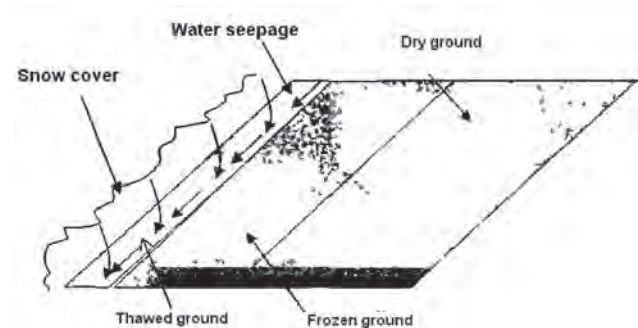 Water seepage
Dry ground
Snow cover
Thawed ground
Frozen ground